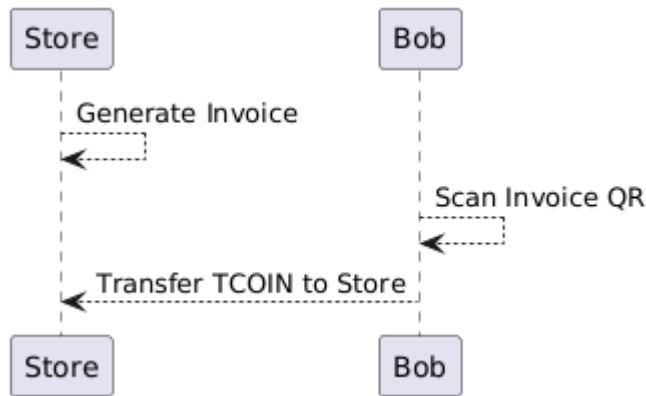 Store
Bob
Generate Invoice
Scan Invoice QR
Transfer TCOIN to Store
Store
Bob